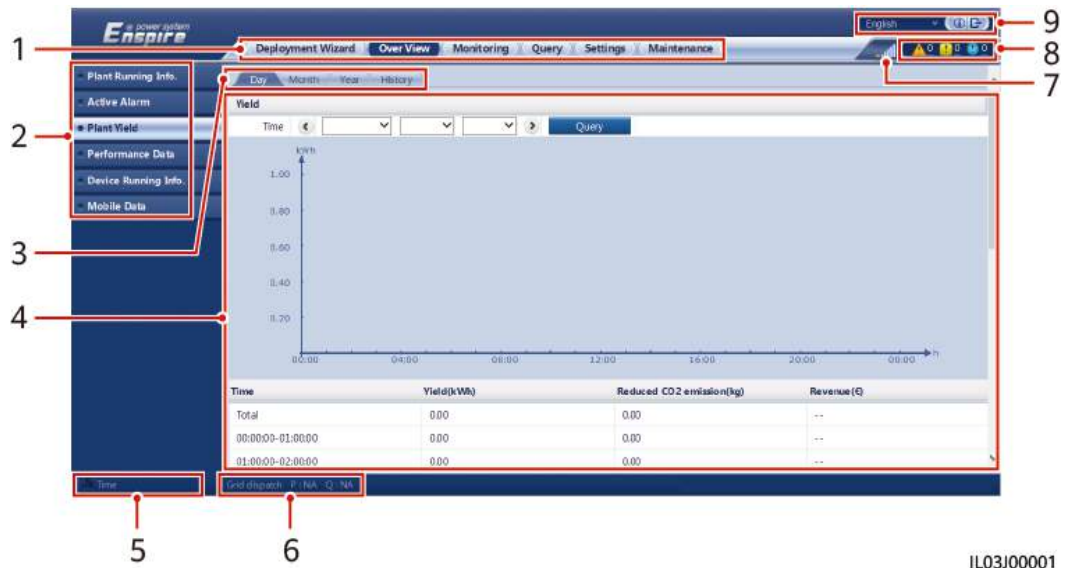 e power system
Enspire
English
9
1
Deployment Wizard Over View Monitoring Query Settings Maintenance
0 0 0
8
7
Plant Running Info.
Active Alarm
Plant Yield
Performance Data
Device Running Info.
Mobile Data
2
Day Month Year History
Yield
Time Query
kWh
1.00
0.80
0.60
0.40
0.20
00:00 04:00 08:00 12:00 16:00 20:00 00:00 h
3
4
Time Yield(kWh) Reduced CO2 emission(kg) Revenue(€)
Total 0.00 0.00 --
00:00:00-01:00:00 0.00 0.00 --
01:00:00-02:00:00 0.00 0.00 --
Time
Grid dispatch P : NA Q : NA
5
6
IL03J00001